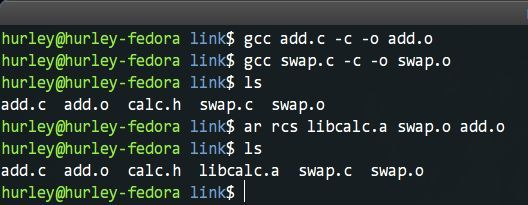 hurley@hurley-fedora link$ gcc add.c -c -o add.o
hurley@hurley-fedora link$ gcc swap.c -c -o swap.o
hurley@hurley-fedora link$ ls
add.c  add.o  calc.h  swap.c  swap.o
hurley@hurley-fedora link$ ar rcs libcalc.a swap.o add.o
hurley@hurley-fedora link$ ls
add.c  add.o  calc.h  libcalc.a  swap.c  swap.o
hurley@hurley-fedora link$